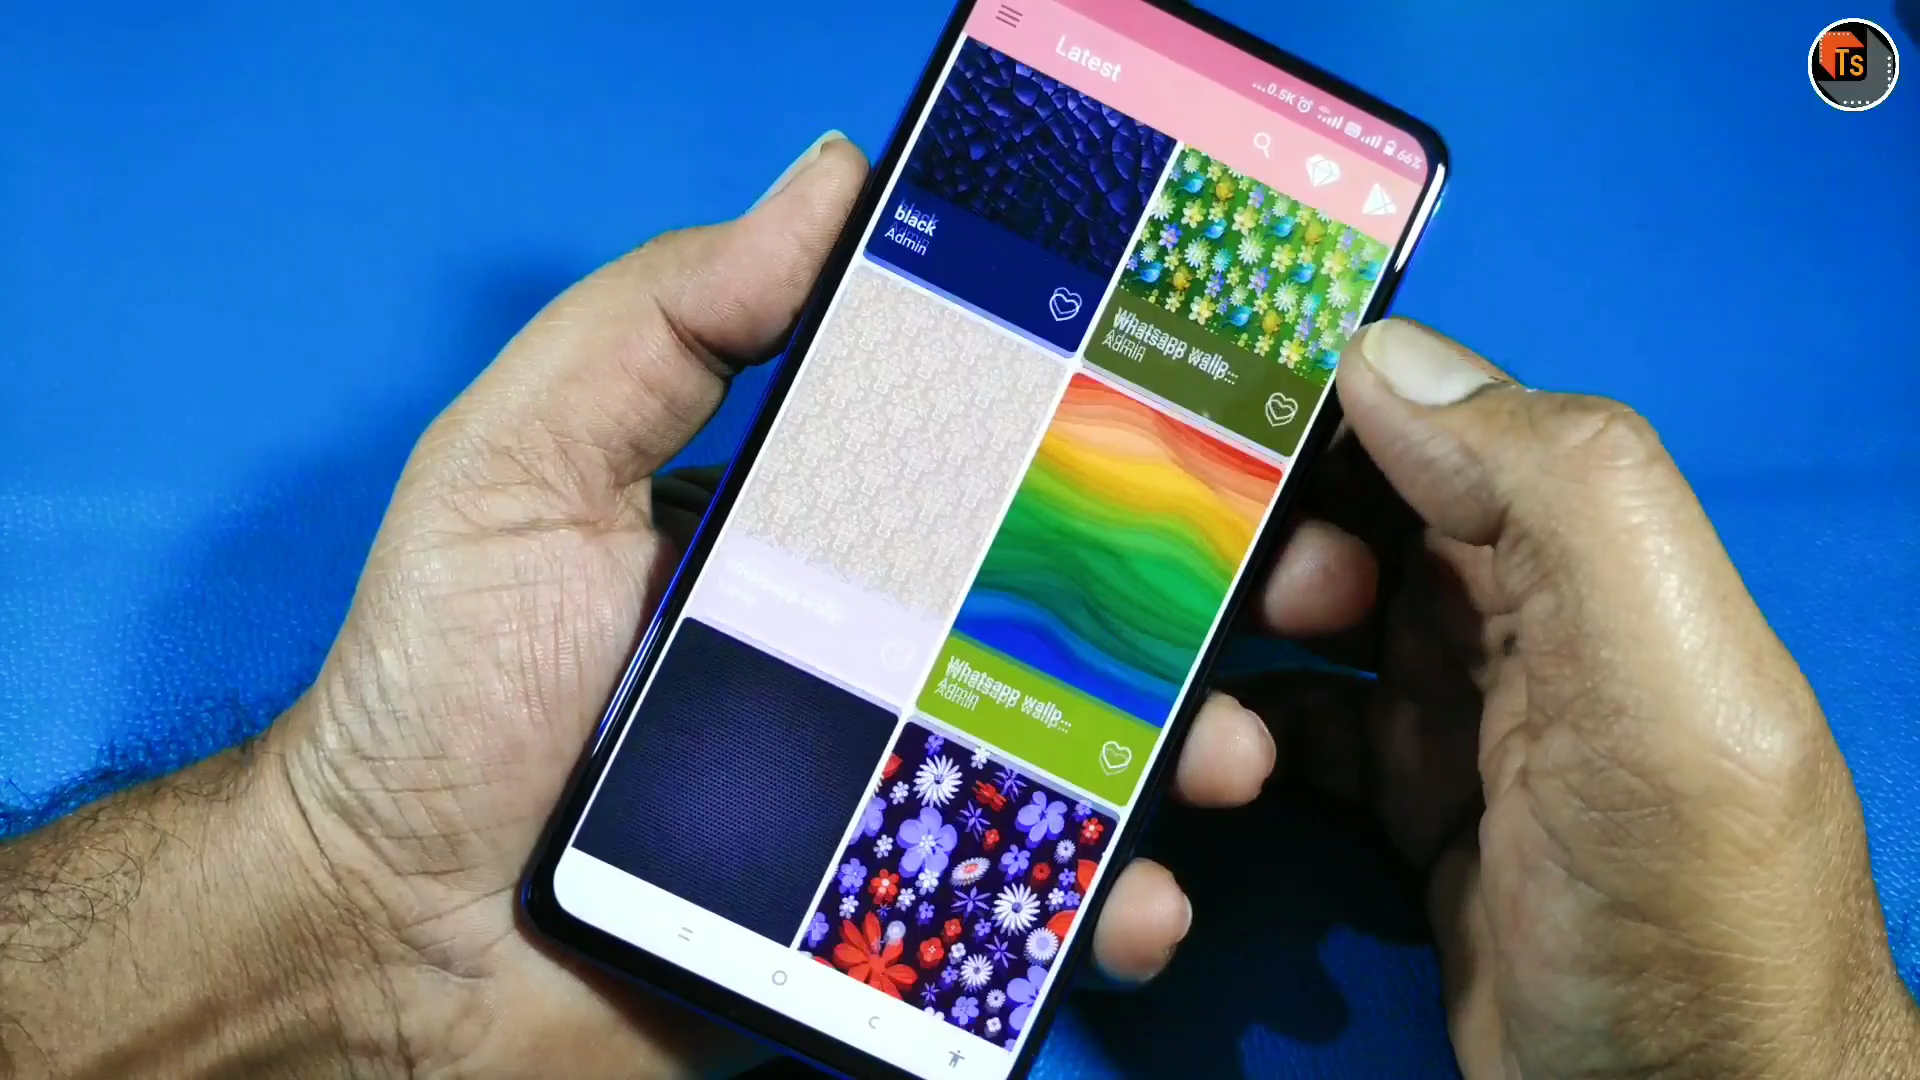 Ts
...0.5K 66%
Latest
black
Admin
Whatsapp wallp...
Admin
Whatsapp wallp...
Admin